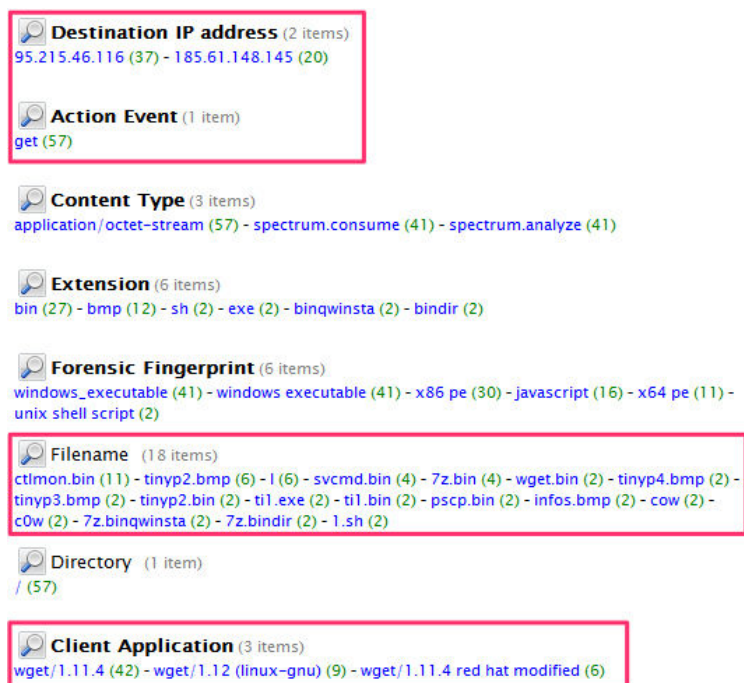 Destination IP address (2 items)
95.215.46.116 (37) - 185.61.148.145 (20)
Action Event (1 item)
get (57)
Content Type (3 items)
application/octet-stream (57) - spectrum.consume (41) - spectrum.analyze (41)
Extension (6 items)
bin (27) - bmp (12) - sh (2) - exe (2) - binqwinsta (2) - bindir (2)
Forensic Fingerprint (6 items)
windows_executable (41) - windows executable (41) - x86 pe (30) - javascript (16) - x64 pe (11) -
unix shell script (2)
Filename (18 items)
ctlmon.bin (11) - tinyp2.bmp (6) - l (6) - svcmd.bin (4) - 7z.bin (4) - wget.bin (2) - tinyp4.bmp (2) -
tinyp3.bmp (2) - tinyp2.bin (2) - ti1.exe (2) - ti1.bin (2) - pscp.bin (2) - infos.bmp (2) - cow (2) -
c0w (2) - 7z.binqwinsta (2) - 7z.bindir (2) - 1.sh (2)
Directory (1 item)
/ (57)
Client Application (3 items)
wget/1.11.4 (42) - wget/1.12 (linux-gnu) (9) - wget/1.11.4 red hat modified (6)